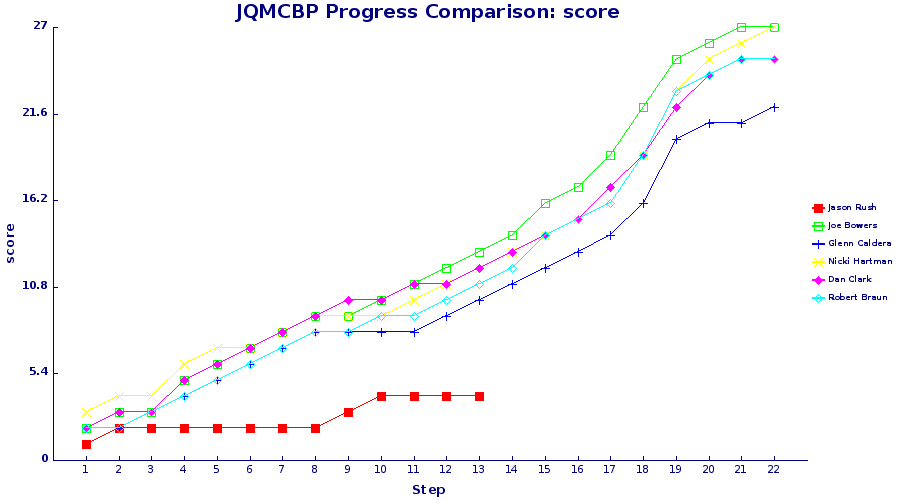 JQMCBP Progress Comparison: score
27
21.6
16.2
10.8
5.4
0
score
1 2 3 4 5 6 7 8 9 10 11 12 13 14 15 16 17 18 19 20 21 22
Step
Jason Rush
Joe Bowers
Glenn Caldera
Nicki Hartman
Dan Clark
Robert Braun